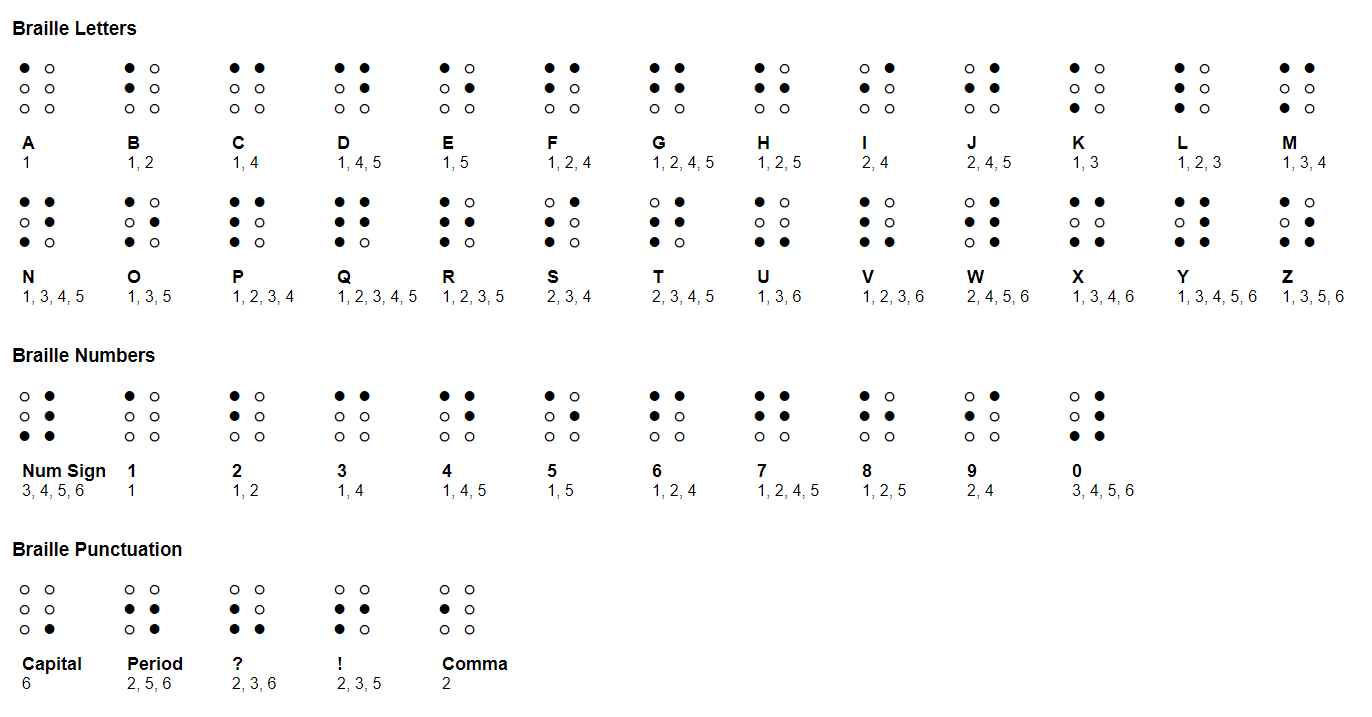 Braille Letters
A B C D E F G H I J K L M
1 1, 2 1, 4 1, 4, 5 1, 5 1, 2, 4 1, 2, 4, 5 1, 2, 5 2, 4 2, 4, 5 1, 3 1, 2, 3 1, 3, 4
N O P Q R S T U V W X Y Z
1, 3, 4, 5 1, 3, 5 1, 2, 3, 4 1, 2, 3, 4, 5 1, 2, 3, 5 2, 3, 4 2, 3, 4, 5 1, 3, 6 1, 2, 3, 6 2, 4, 5, 6 1, 3, 4, 6 1, 3, 4, 5, 6 1, 3, 5, 6
Braille Numbers
Num Sign 1 2 3 4 5 6 7 8 9 0
3, 4, 5, 6 1 1, 2 1, 4 1, 4, 5 1, 5 1, 2, 4 1, 2, 4, 5 1, 2, 5 2, 4 3, 4, 5, 6
Braille Punctuation
Capital Period ? ! Comma
6 2, 5, 6 2, 3, 6 2, 3, 5 2